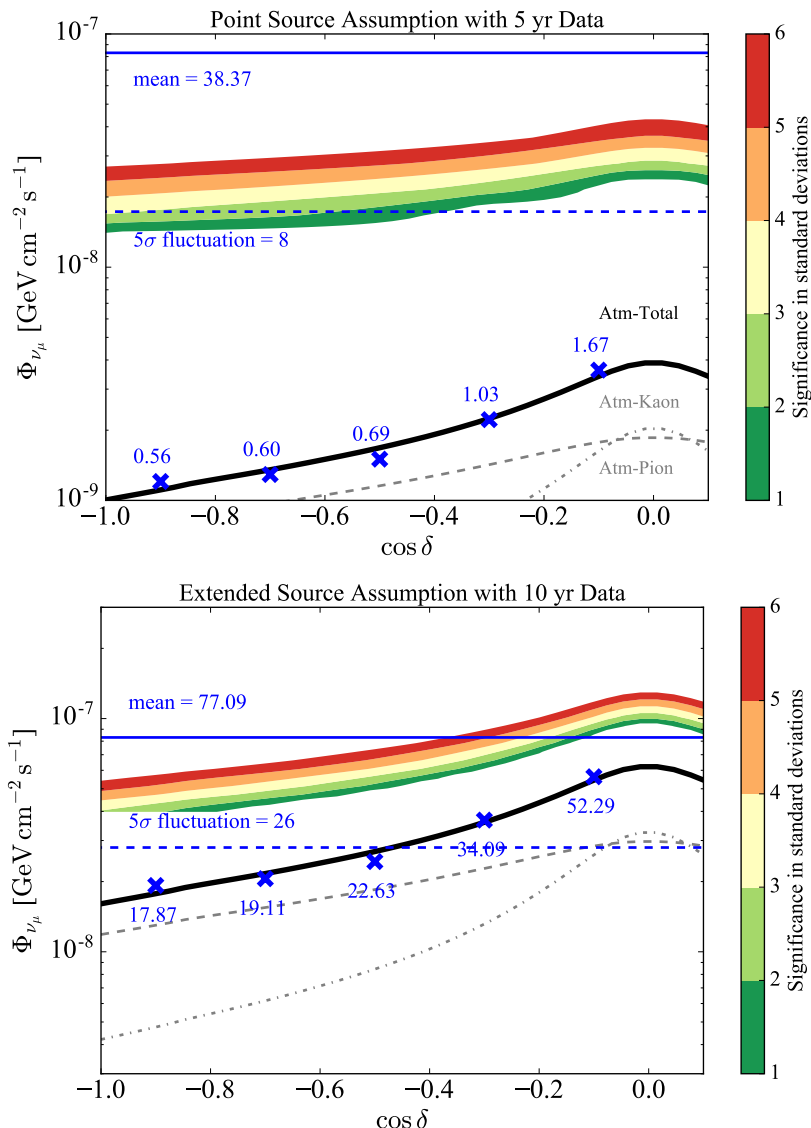 Point Source Assumption with 5 yr Data
10⁻⁷
10⁻⁸
10⁻⁹
Φ_{ν_μ} [GeV cm⁻² s⁻¹]
mean = 38.37
5σ fluctuation = 8
Atm-Total
1.67
Atm-Kaon
1.03
Atm-Pion
0.69
0.60
0.56
−1.0 −0.8 −0.6 −0.4 −0.2 0.0
cos δ
6
5
4
3
2
1
Significance in standard deviations
Extended Source Assumption with 10 yr Data
10⁻⁷
10⁻⁸
Φ_{ν_μ} [GeV cm⁻² s⁻¹]
mean = 77.09
5σ fluctuation = 26
52.29
34.09
22.63
19.11
17.87
−1.0 −0.8 −0.6 −0.4 −0.2 0.0
cos δ
6
5
4
3
2
1
Significance in standard deviations